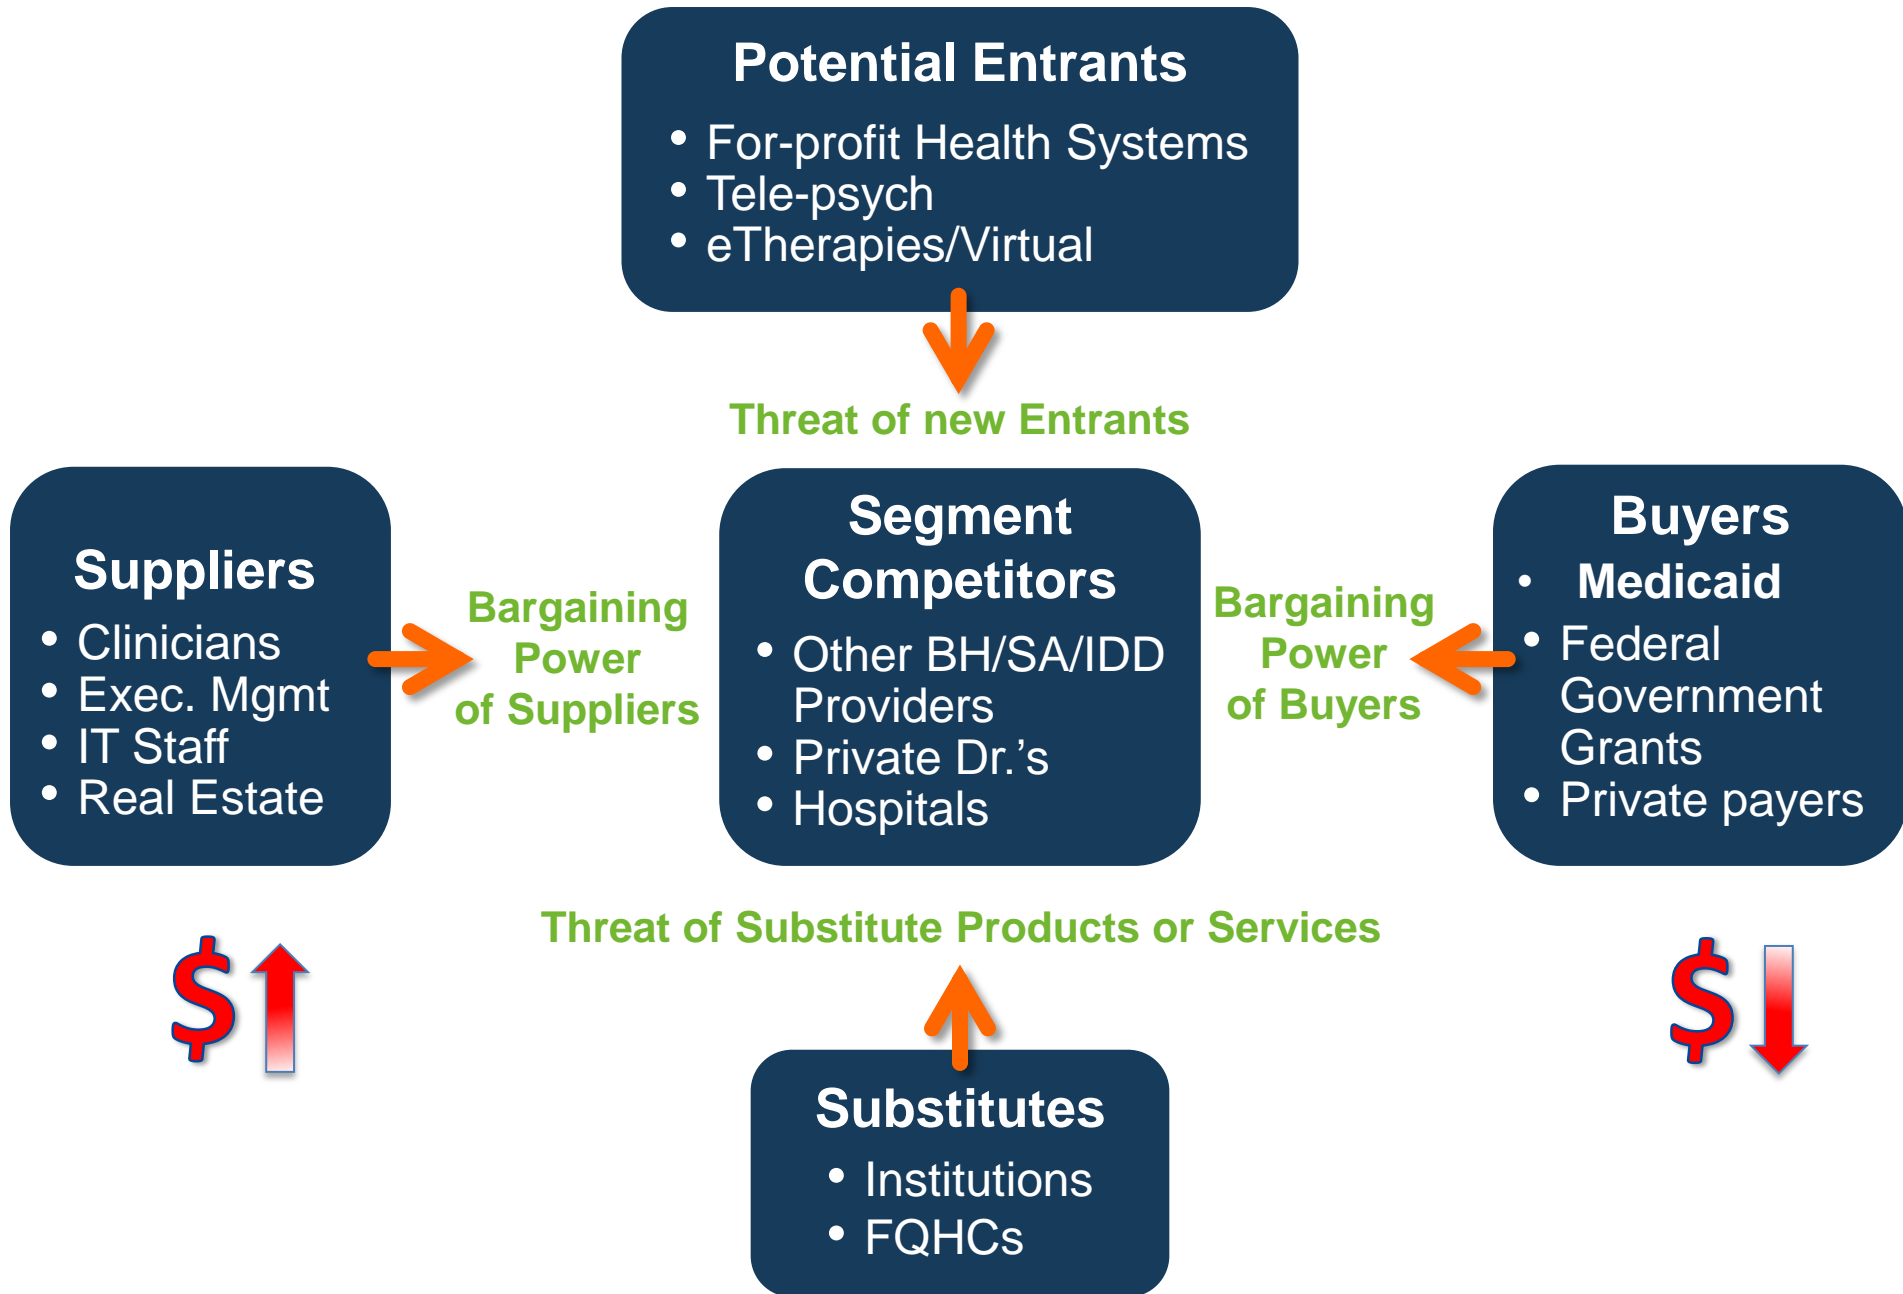 Potential Entrants
• For-profit Health Systems
• Tele-psych
• eTherapies/Virtual
Threat of new Entrants
Suppliers
• Clinicians
• Exec. Mgmt
• IT Staff
• Real Estate
Bargaining
Power
of Suppliers
Segment
Competitors
• Other BH/SA/IDD
Providers
• Private Dr.’s
• Hospitals
Bargaining
Power
of Buyers
Buyers
• Medicaid
• Federal
Government
Grants
• Private payers
Threat of Substitute Products or Services
$
$
Substitutes
• Institutions
• FQHCs